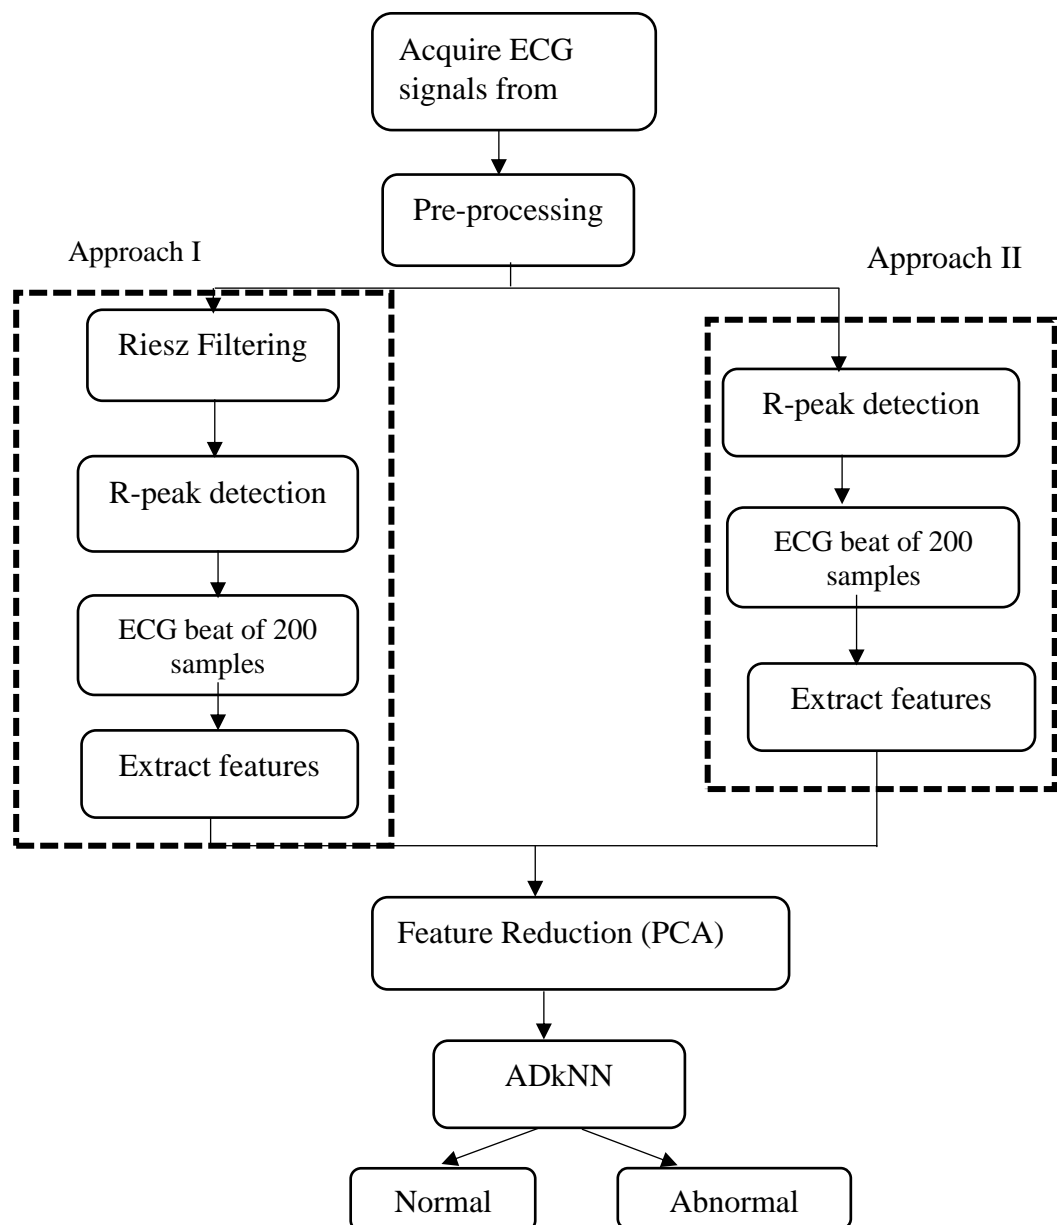 Acquire ECG
signals from
Pre-processing
Approach I
Approach II
Riesz Filtering
R-peak detection
ECG beat of 200
samples
Extract features
R-peak detection
ECG beat of 200
samples
Extract features
Feature Reduction (PCA)
ADkNN
Normal
Abnormal